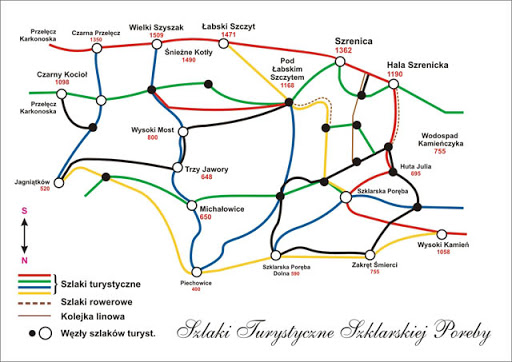 Przełęcz
Karkonoska
Czarna Przełęcz
1350
Wielki Szyszak
1509
Śnieżne Kotły
1490
Łabski Szczyt
1471
Szrenica
1362
Pod
Łabskim
Szczytem
1168
Hala Szrenicka
1190
Czarny Kocioł
1098
Przełęcz
Karkonoska
Wysoki Most
800
Wodospad
Kamieńczyka
755
Trzy Jawory
648
Huta Julia
695
Jagniątków
520
Michałowice
650
Szklarska Poręba
Wysoki Kamień
1058
Piechowice
400
Szklarska Poręba
Dolna 590
Zakręt Śmierci
755
S
N
Szlaki turystyczne
Szlaki rowerowe
Kolejka linowa
Węzły szlaków turyst.
Szlaki Turystyczne Szklarskiej Poreby